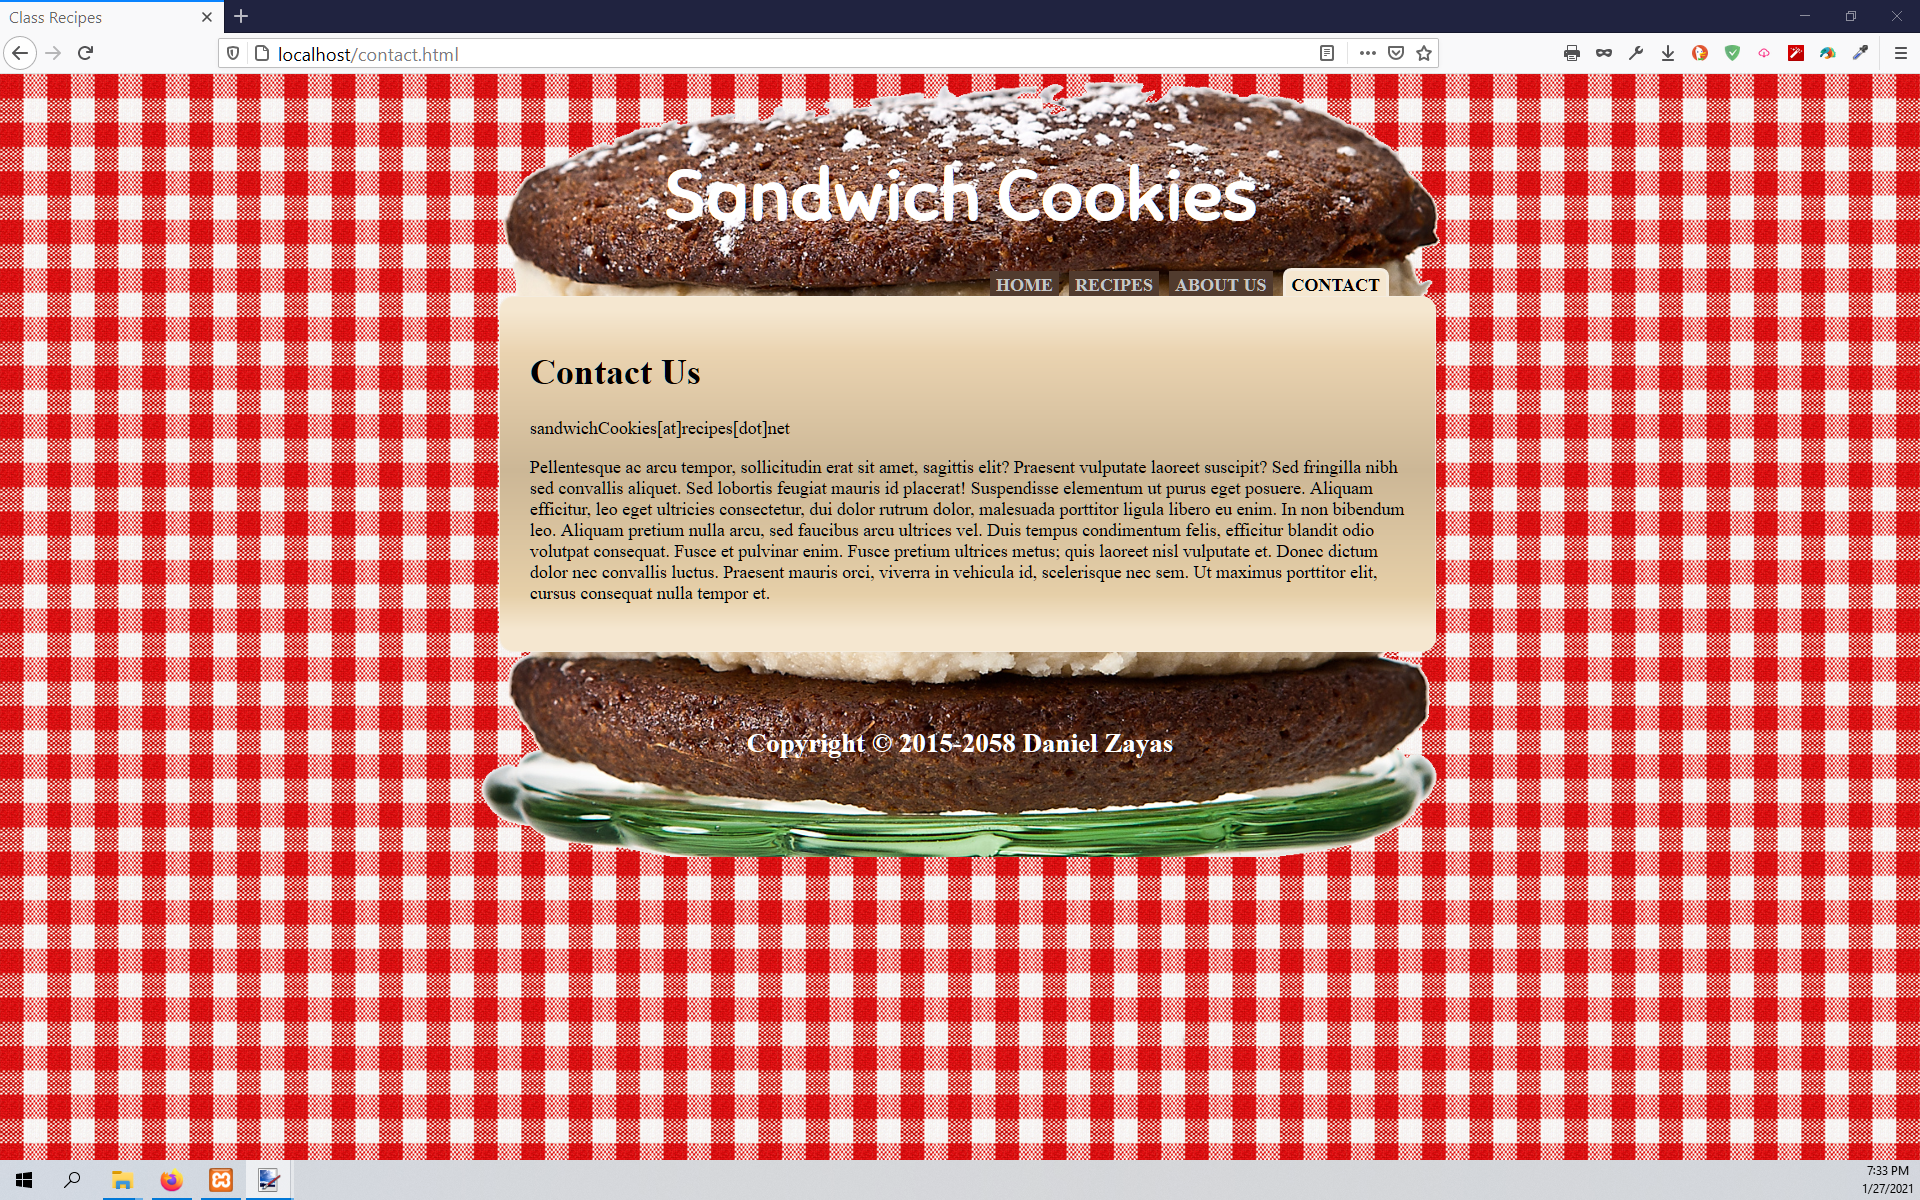 Class Recipes
localhost/contact.html
Sandwich Cookies
HOME RECIPES ABOUT US CONTACT
Contact Us
sandwichCookies[at]recipes[dot]net
Pellentesque ac arcu tempor, sollicitudin erat sit amet, sagittis elit? Praesent vulputate laoreet suscipit? Sed fringilla nibh
sed convallis aliquet. Sed lobortis feugiat mauris id placerat! Suspendisse elementum ut purus eget posuere. Aliquam
efficitur, leo eget ultricies consectetur, dui dolor rutrum dolor, malesuada porttitor ligula libero eu enim. In non bibendum
leo. Aliquam pretium nulla arcu, sed faucibus arcu ultrices vel. Duis tempus condimentum felis, efficitur blandit odio
volutpat consequat. Fusce et pulvinar enim. Fusce pretium ultrices metus; quis laoreet nisl vulputate et. Donec dictum
dolor nec convallis luctus. Praesent mauris orci, viverra in vehicula id, scelerisque nec sem. Ut maximus porttitor elit,
cursus consequat nulla tempor et.
Copyright © 2015-2058 Daniel Zayas
7:33 PM
1/27/2021